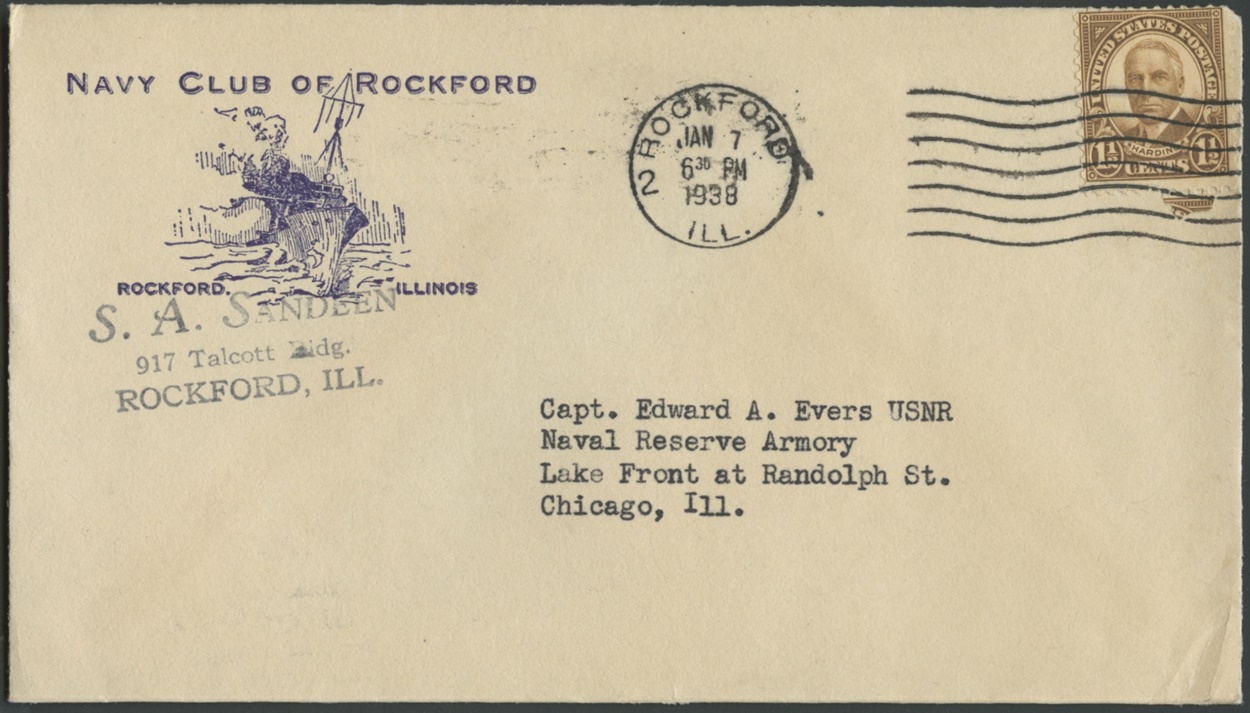 NAVY CLUB OF ROCKFORD
ROCKFORD, ILLINOIS
S. A. SANDEEN
917 Talcott Bldg.
ROCKFORD, ILL.
ROCKFORD
JAN 7
6 30 PM
1938
2
ILL.
UNITED STATES POSTAGE
HARDING
1½ 1½
CENTS
Capt. Edward A. Evers USNR
Naval Reserve Armory
Lake Front at Randolph St.
Chicago, Ill.